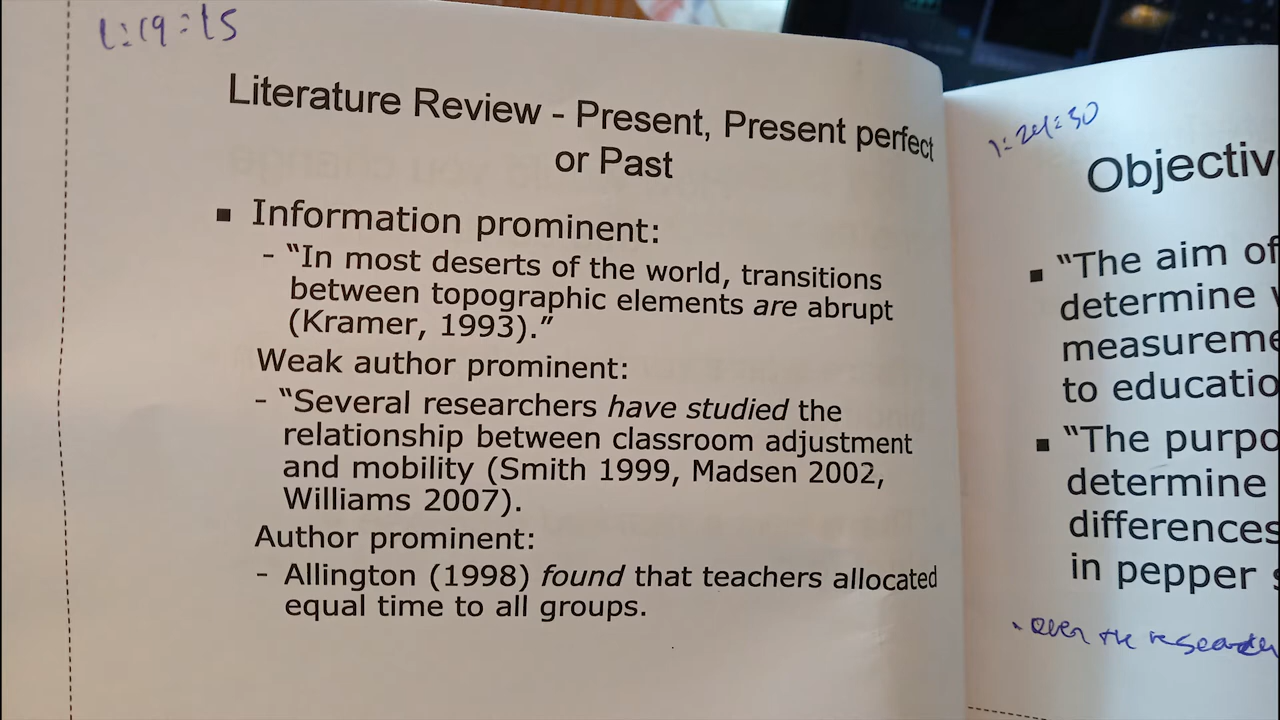 1:19:15
Literature Review - Present, Present perfect
or Past
▪ Information prominent:
- “In most deserts of the world, transitions
between topographic elements are abrupt
(Kramer, 1993).”
Weak author prominent:
- “Several researchers have studied the
relationship between classroom adjustment
and mobility (Smith 1999, Madsen 2002,
Williams 2007).
Author prominent:
- Allington (1998) found that teachers allocated
equal time to all groups.
1:24:50
Objectiv
▪ “The aim of
determine
measureme
to educatio
▪ “The purpo
determine
differences
in pepper
the research